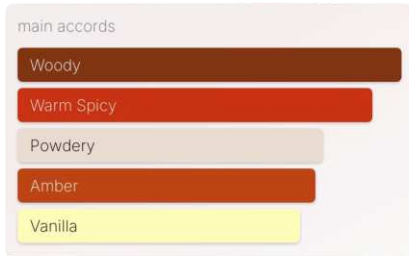 main accords
Woody
Warm Spicy
Powdery
Amber
Vanilla